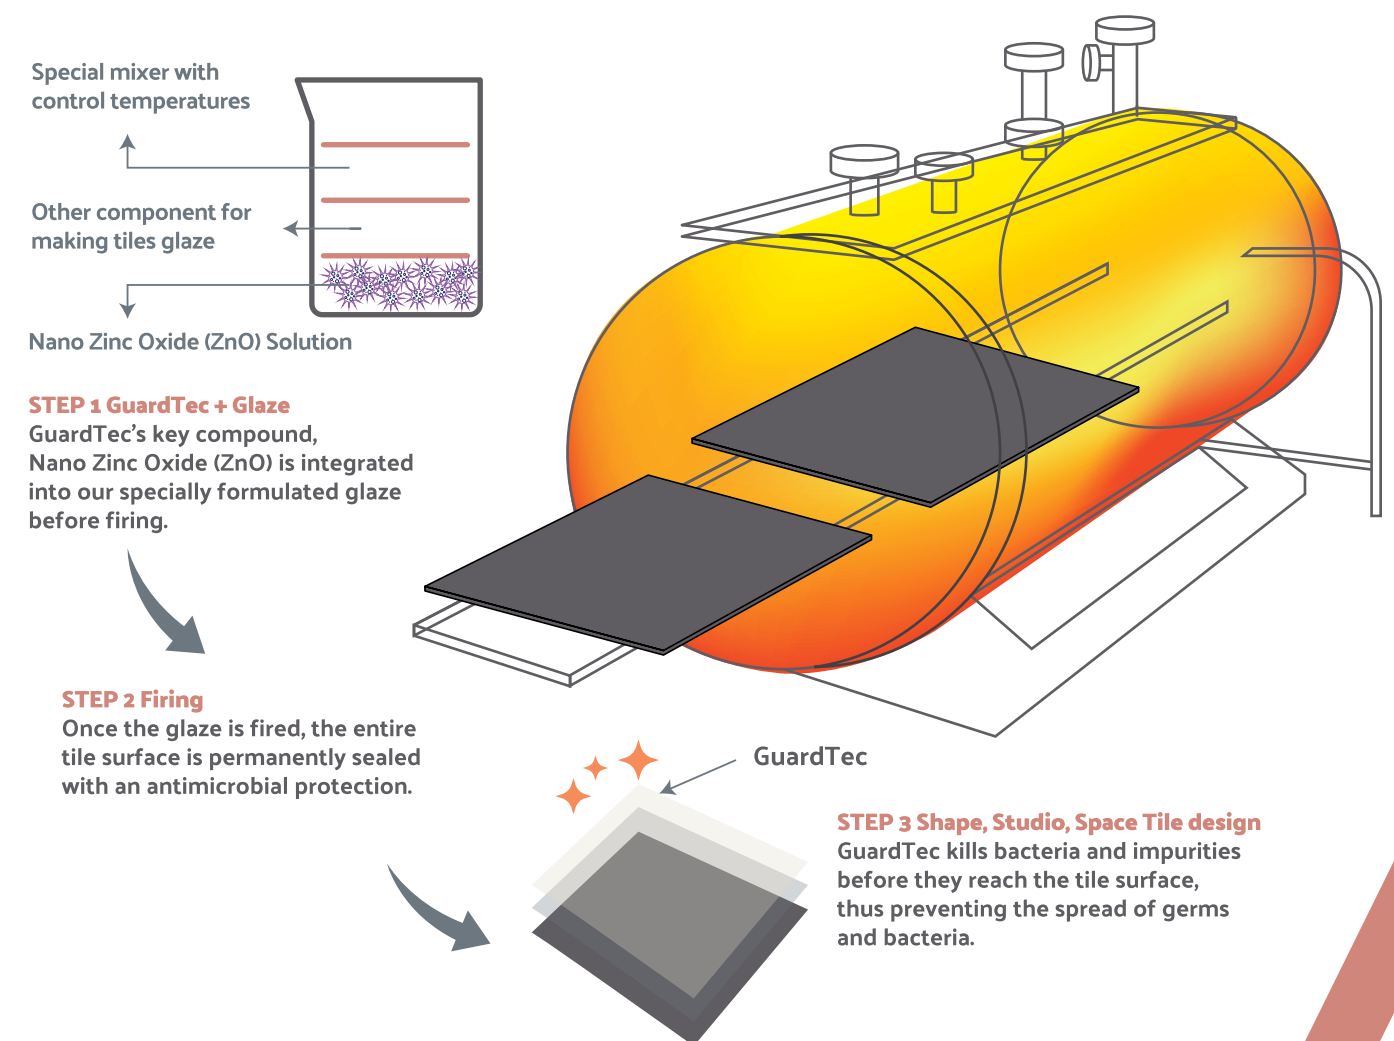 Special mixer with
control temperatures
Other component for
making tiles glaze
Nano Zinc Oxide (ZnO) Solution
STEP 1 GuardTec + Glaze
GuardTec’s key compound,
Nano Zinc Oxide (ZnO) is integrated
into our specially formulated glaze
before firing.
STEP 2 Firing
Once the glaze is fired, the entire
tile surface is permanently sealed
with an antimicrobial protection.
GuardTec
STEP 3 Shape, Studio, Space Tile design
GuardTec kills bacteria and impurities
before they reach the tile surface,
thus preventing the spread of germs
and bacteria.